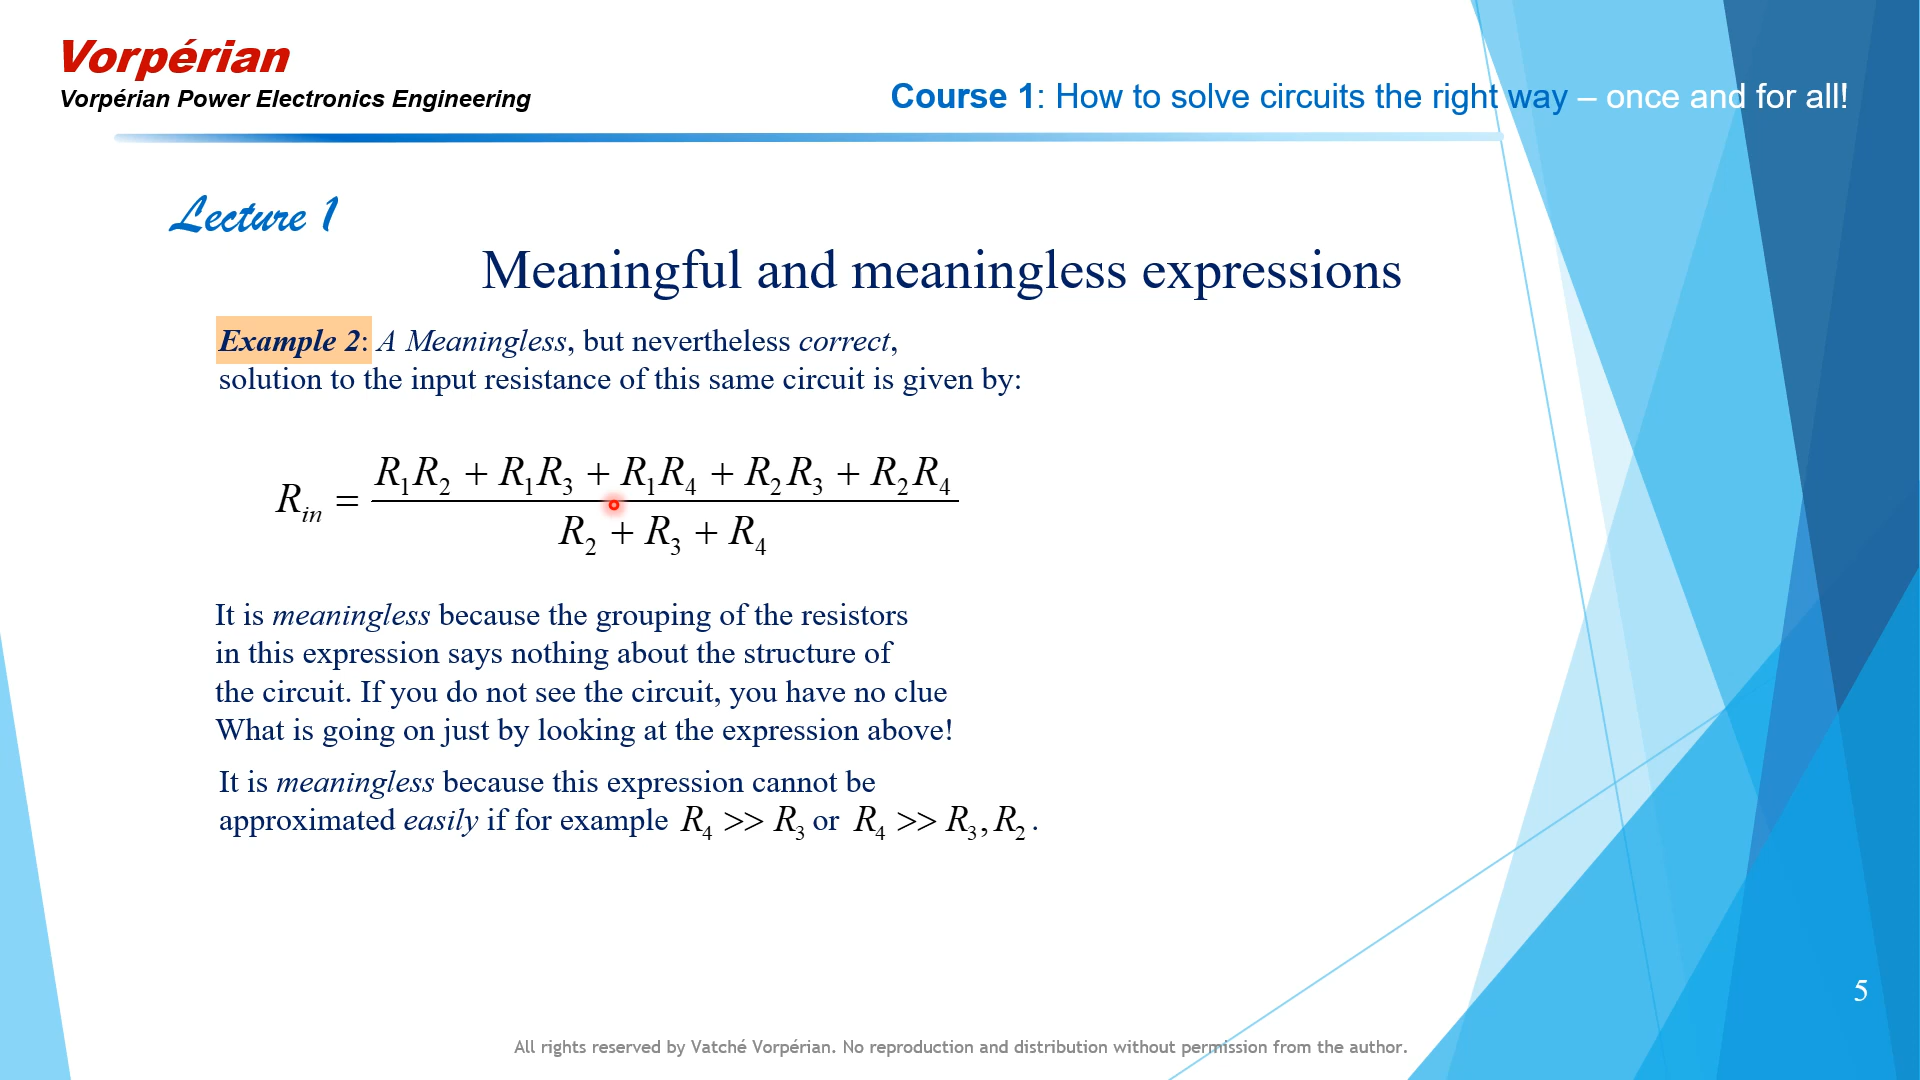 Vorpérian
Vorpérian Power Electronics Engineering
Course 1: How to solve circuits the right way – once and for all!
Lecture 1
Meaningful and meaningless expressions
Example 2: A Meaningless, but nevertheless correct,
solution to the input resistance of this same circuit is given by:
R_in = (R_1R_2 + R_1R_3 + R_1R_4 + R_2R_3 + R_2R_4) / (R_2 + R_3 + R_4)
It is meaningless because the grouping of the resistors
in this expression says nothing about the structure of
the circuit. If you do not see the circuit, you have no clue
What is going on just by looking at the expression above!
It is meaningless because this expression cannot be
approximated easily if for example R_4 >> R_3 or R_4 >> R_3, R_2.
5
All rights reserved by Vatché Vorpérian. No reproduction and distribution without permission from the author.